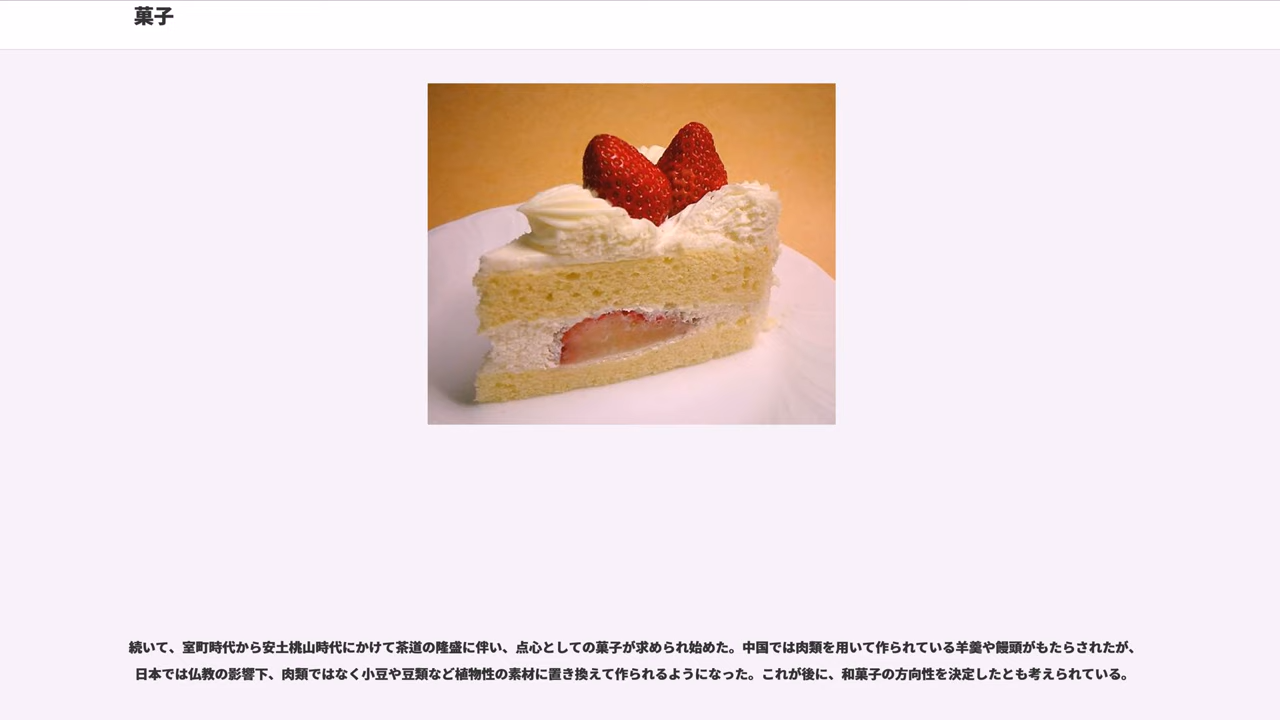 菓子
続いて、室町時代から安土桃山時代にかけて茶道の隆盛に伴い、点心としての菓子が求められ始めた。中国では肉類を用いて作られている羊羹や饅頭がもたらされたが、
日本では仏教の影響下、肉類ではなく小豆や豆類など植物性の素材に置き換えて作られるようになった。これが後に、和菓子の方向性を決定したとも考えられている。